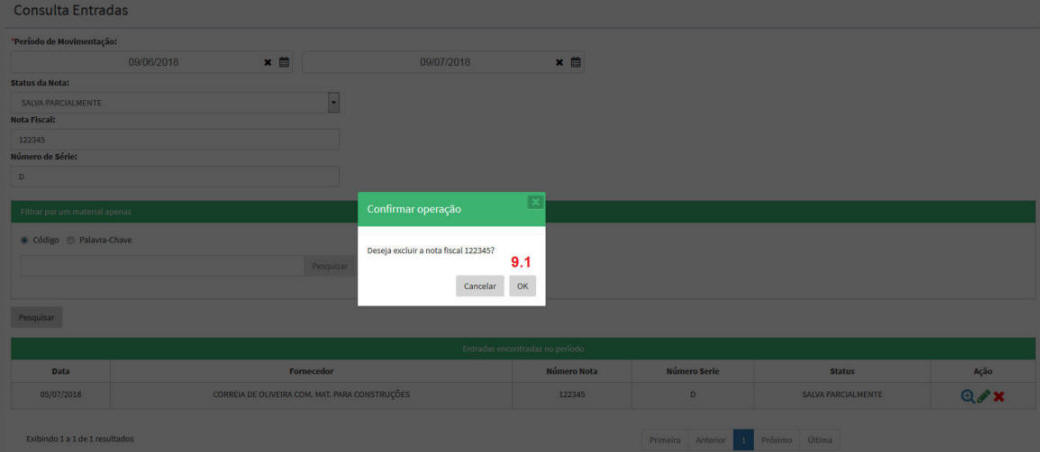 Consulta Entradas
*Período de Movimentação:
09/06/2018 09/07/2018
Status da Nota:
SALVA PARCIALMENTE
Nota Fiscal:
122345
Número de Série:
D
Filtrar por um material apenas
Código Palavra-Chave
Pesquisar
Confirmar operação
Deseja excluir a nota fiscal 122345?
9.1
Cancelar OK
Pesquisar
Entradas encontradas no período
Data Fornecedor Número Nota Número Serie Status Ação
05/07/2018 CORREIA DE OLIVEIRA COM. MAT. PARA CONSTRUÇÕES 122345 D SALVA PARCIALMENTE
Exibindo 1 a 1 de 1 resultados
Primeira Anterior 1 Próximo Última